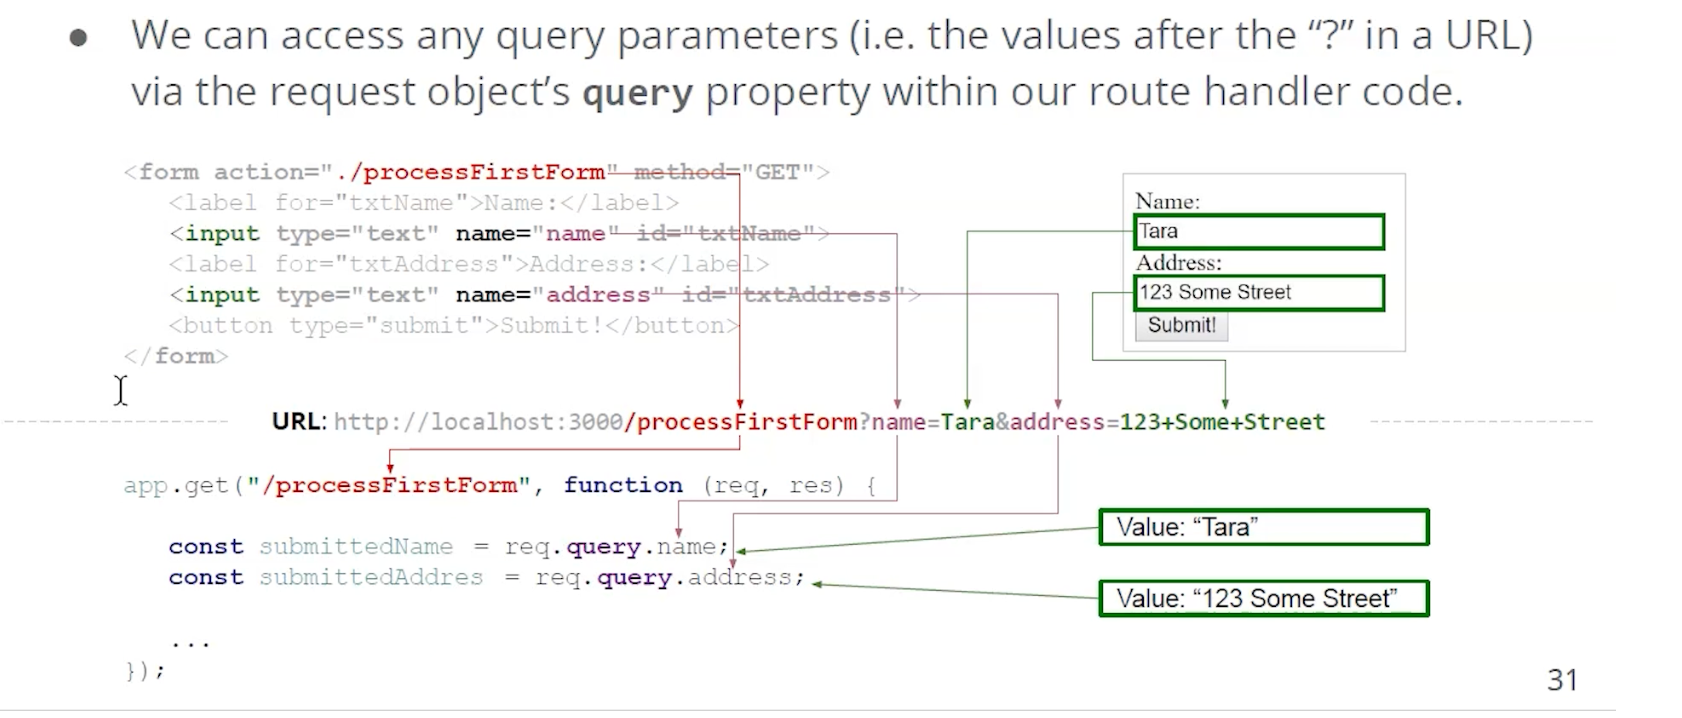 ● We can access any query parameters (i.e. the values after the “?” in a URL)
via the request object’s query property within our route handler code.
<form action="./processFirstForm" method="GET">
<label for="txtName">Name:</label>
<input type="text" name="name" id="txtName">
<label for="txtAddress">Address:</label>
<input type="text" name="address" id="txtAddress">
<button type="submit">Submit!</button>
</form>
Name:
Tara
Address:
123 Some Street
Submit!
URL: http://localhost:3000/processFirstForm?name=Tara&address=123+Some+Street
app.get("/processFirstForm", function (req, res) {
const submittedName = req.query.name;
Value: “Tara”
const submittedAddres = req.query.address;
Value: “123 Some Street”
...
});
31